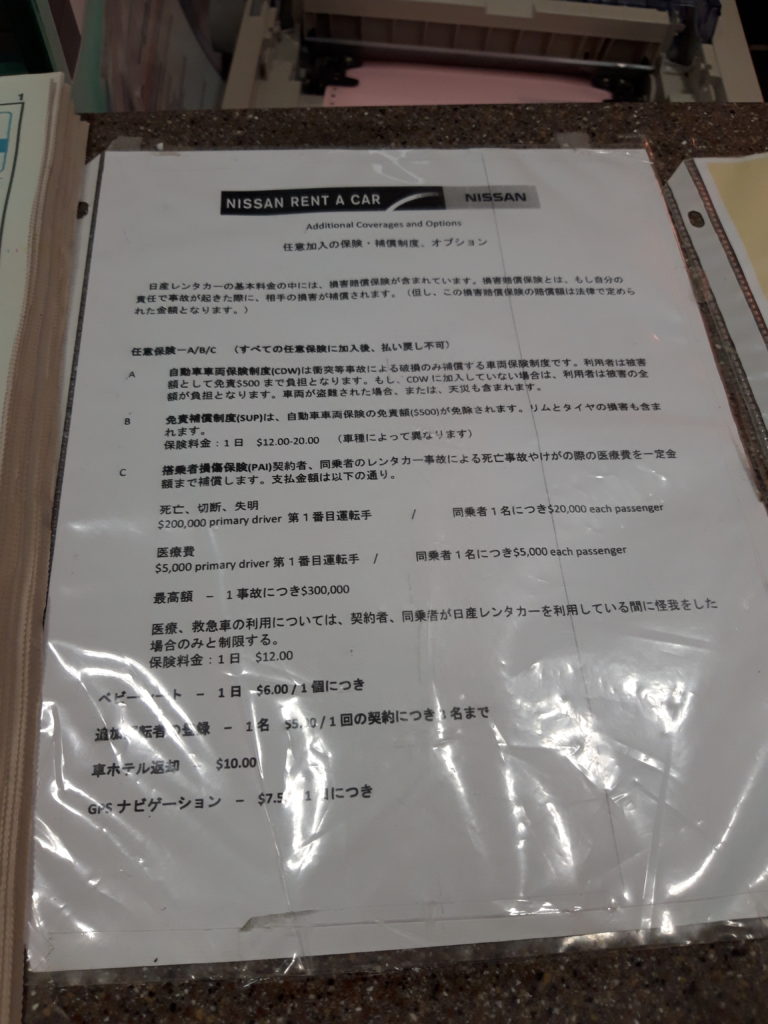 1
NISSAN RENT A CAR NISSAN
Additional Coverages and Options
任意加入の保険・補償制度、オプション
日産レンタカーの基本料金の中には、損害賠償保険が含まれています。損害賠償保険とは、もし自分の
責任で事故が起きた際に、相手の損害が補償されます。（但し、この損害賠償保険の賠償額は法律で定めら
れた金額となります。）
任意保険ーA/B/C （すべての任意保険に加入後、払い戻し不可）
A 自動車車両保険制度(CDW)は衝突等事故による破損のみ補償する車両保険制度です。利用者は被害
額として免責$500 まで負担となります。もし、CDW に加入していない場合は、利用者は被害の全
額が負担となります。車両が盗難された場合、または、天災も含まれます。
B 免責補償制度(SUP)は、自動車車両保険の免責額($500)が免除されます。リムとタイヤの損害も含ま
れます。
保険料金：1日 $12.00-20.00 （車種によって異なります）
C 搭乗者損傷保険(PAI)契約者、同乗者のレンタカー事故による死亡事故やけがの際の医療費を一定金
額まで補償します。支払金額は以下の通り。
死亡、切断、失明
$200,000 primary driver 第１番目運転手 / 同乗者１名につき$20,000 each passenger
医療費
$5,000 primary driver 第１番目運転手 / 同乗者１名につき$5,000 each passenger
最高額 – １事故につき$300,000
医療、救急車の利用については、契約者、同乗者が日産レンタカーを利用している間に怪我をした
場合のみと制限する。
保険料金：1日 $12.00
ベビーシート – １日 $6.00 / 1個につき
追加運転者の登録 – １名 / 1回の契約につき 名まで
車ホテル返却 – $10.00
GPS ナビゲーション – につき